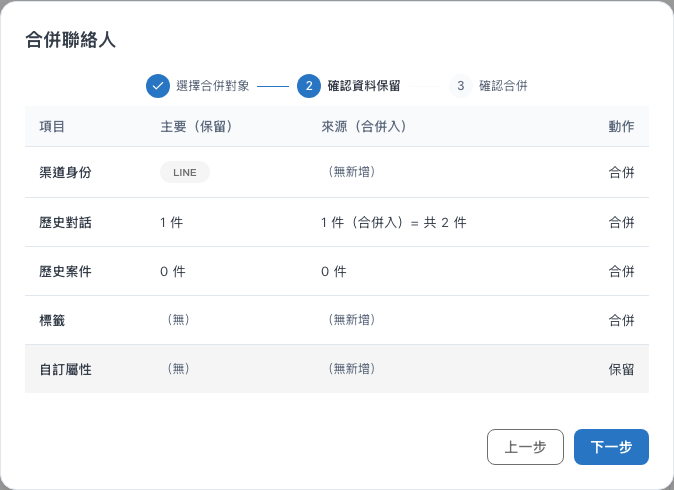 合併聯絡人
選擇合併對象 2 確認資料保留 3 確認合併
項目 主要（保留） 來源（合併入） 動作
渠道身份 LINE （無新增） 合併
歷史對話 1 件 1 件（合併入）= 共 2 件 合併
歷史案件 0 件 0 件 合併
標籤 （無） （無新增） 合併
自訂屬性 （無） （無新增） 保留
上一步 下一步